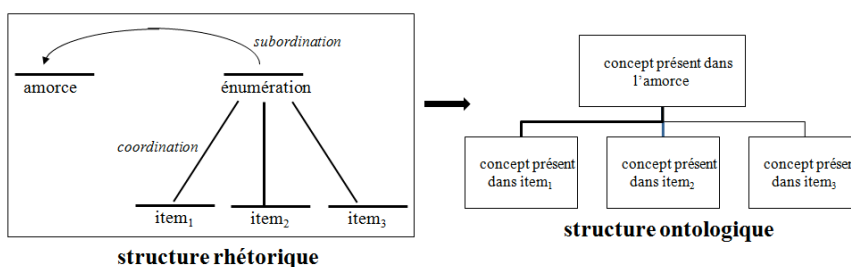 subordination
amorce
énumération
coordination
item1
item2
item3
structure rhétorique
concept présent dans
l'amorce
concept présent
dans item1
concept présent
dans item2
concept présent
dans item3
structure ontologique